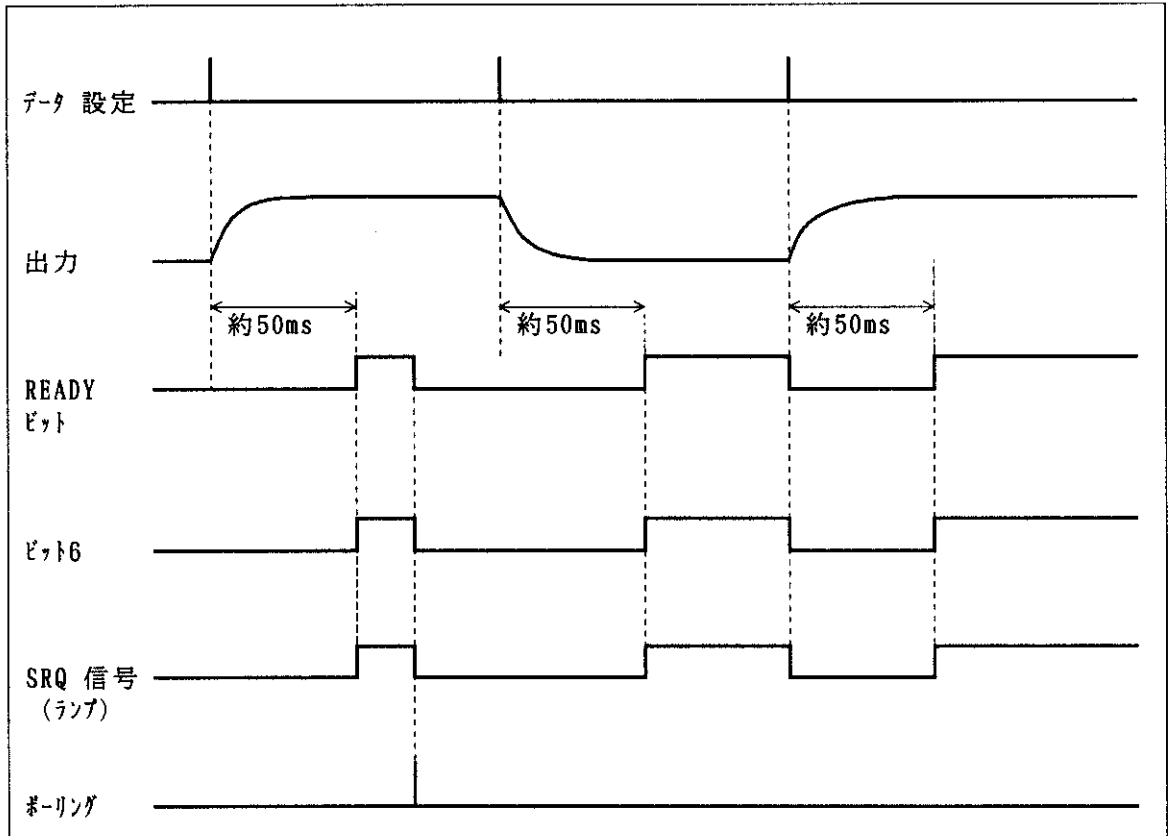 ﾃﾞｰﾀ 設定
出力
約50ms
約50ms
約50ms
READY
ﾋﾞｯﾄ
ﾋﾞｯﾄ6
SRQ 信号
(ﾗﾝﾌﾟ)
ﾎﾟｰﾘﾝｸﾞ